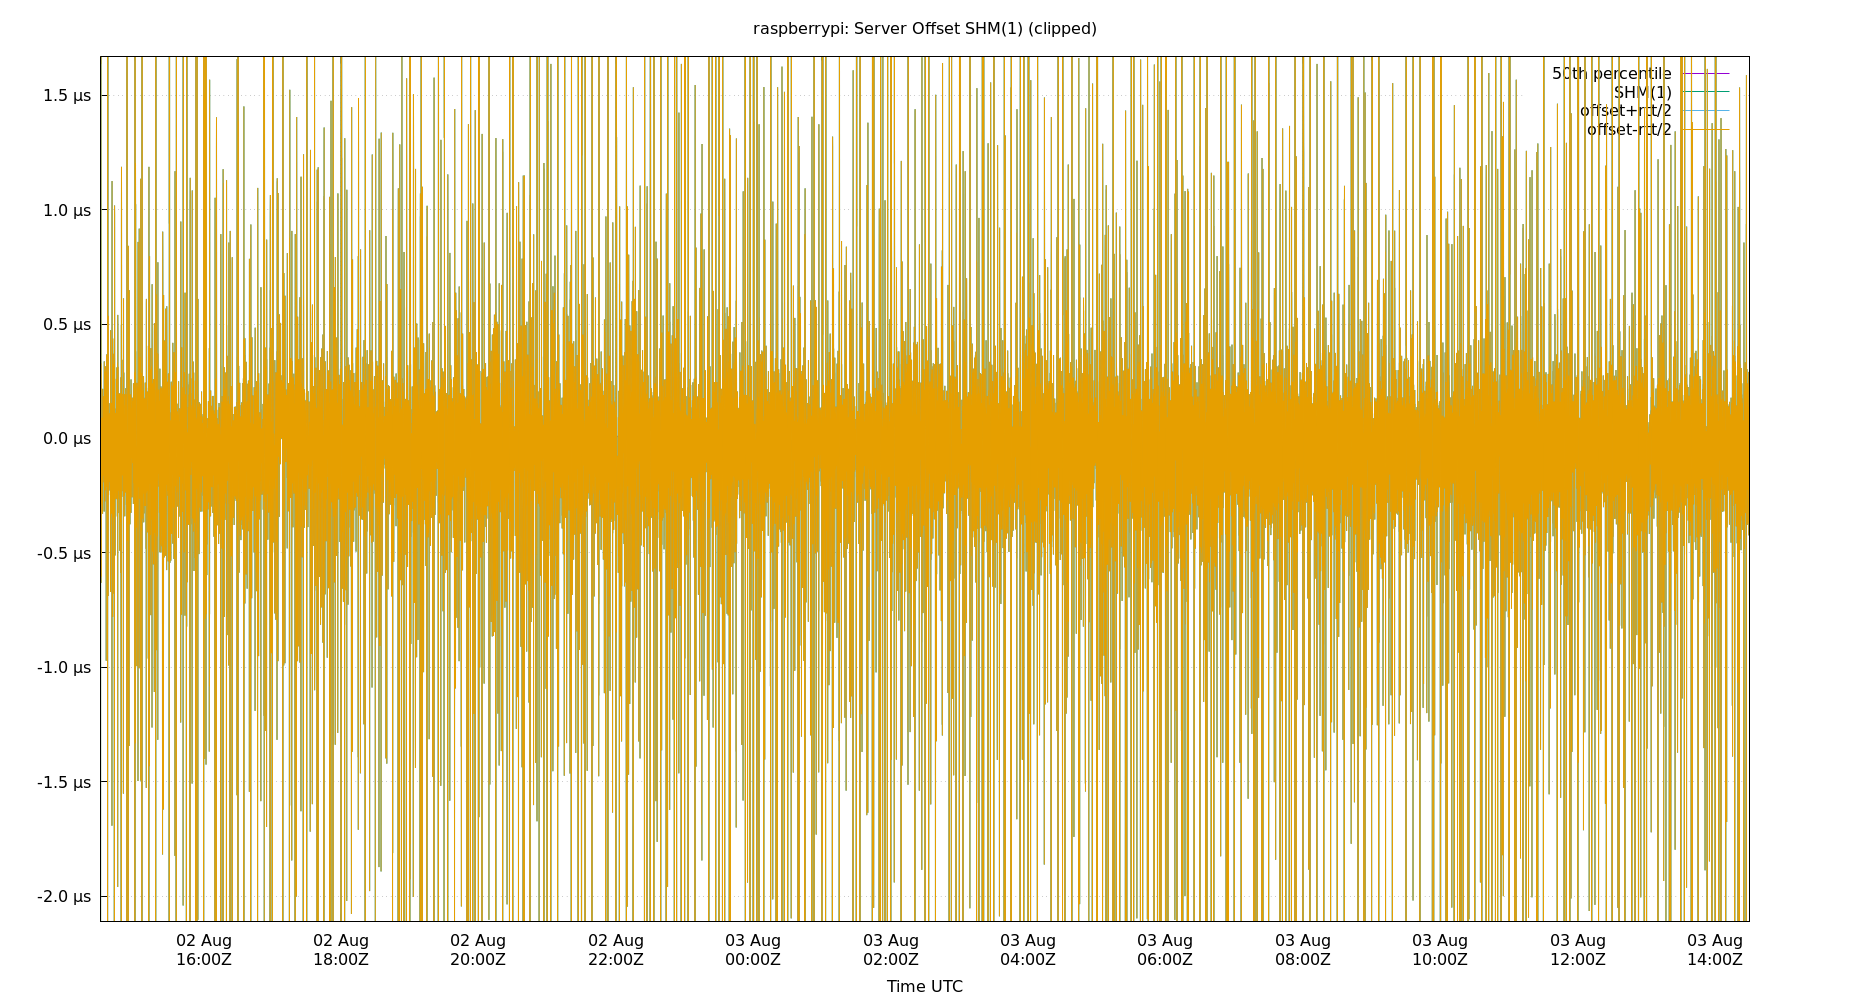 raspberrypi: Server Offset SHM(1) (clipped)
50th percentile
SHM(1)
offset+rtt/2
offset-rtt/2
1.5 µs
1.0 µs
0.5 µs
0.0 µs
-0.5 µs
-1.0 µs
-1.5 µs
-2.0 µs
02 Aug 02 Aug 02 Aug 02 Aug 03 Aug 03 Aug 03 Aug 03 Aug 03 Aug 03 Aug 03 Aug 03 Aug
16:00Z 18:00Z 20:00Z 22:00Z 00:00Z 02:00Z 04:00Z 06:00Z 08:00Z 10:00Z 12:00Z 14:00Z
Time UTC